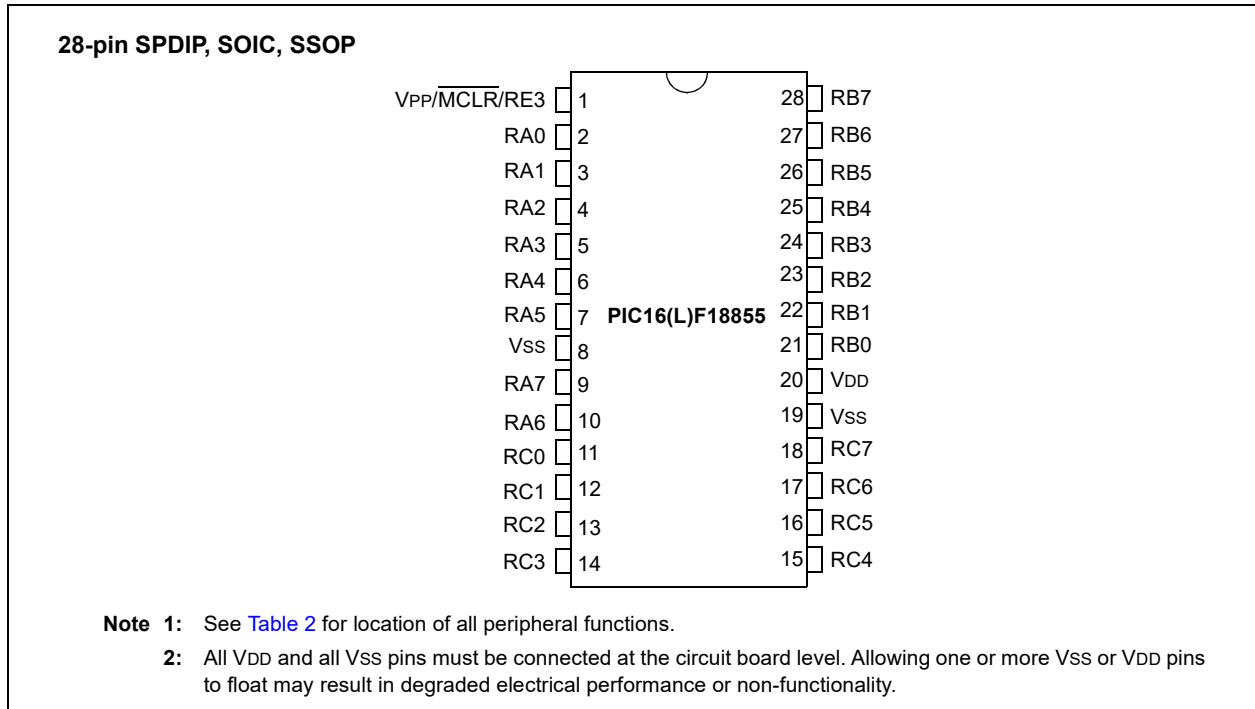 28-pin SPDIP, SOIC, SSOP
VPP/MCLR/RE3 1 28 RB7
RA0 2 27 RB6
RA1 3 26 RB5
RA2 4 25 RB4
RA3 5 24 RB3
RA4 6 23 RB2
RA5 7 PIC16(L)F18855 22 RB1
VSS 8 21 RB0
RA7 9 20 VDD
RA6 10 19 VSS
RC0 11 18 RC7
RC1 12 17 RC6
RC2 13 16 RC5
RC3 14 15 RC4
Note 1: See Table 2 for location of all peripheral functions.
2: All VDD and all VSS pins must be connected at the circuit board level. Allowing one or more VSS or VDD pins
to float may result in degraded electrical performance or non-functionality.